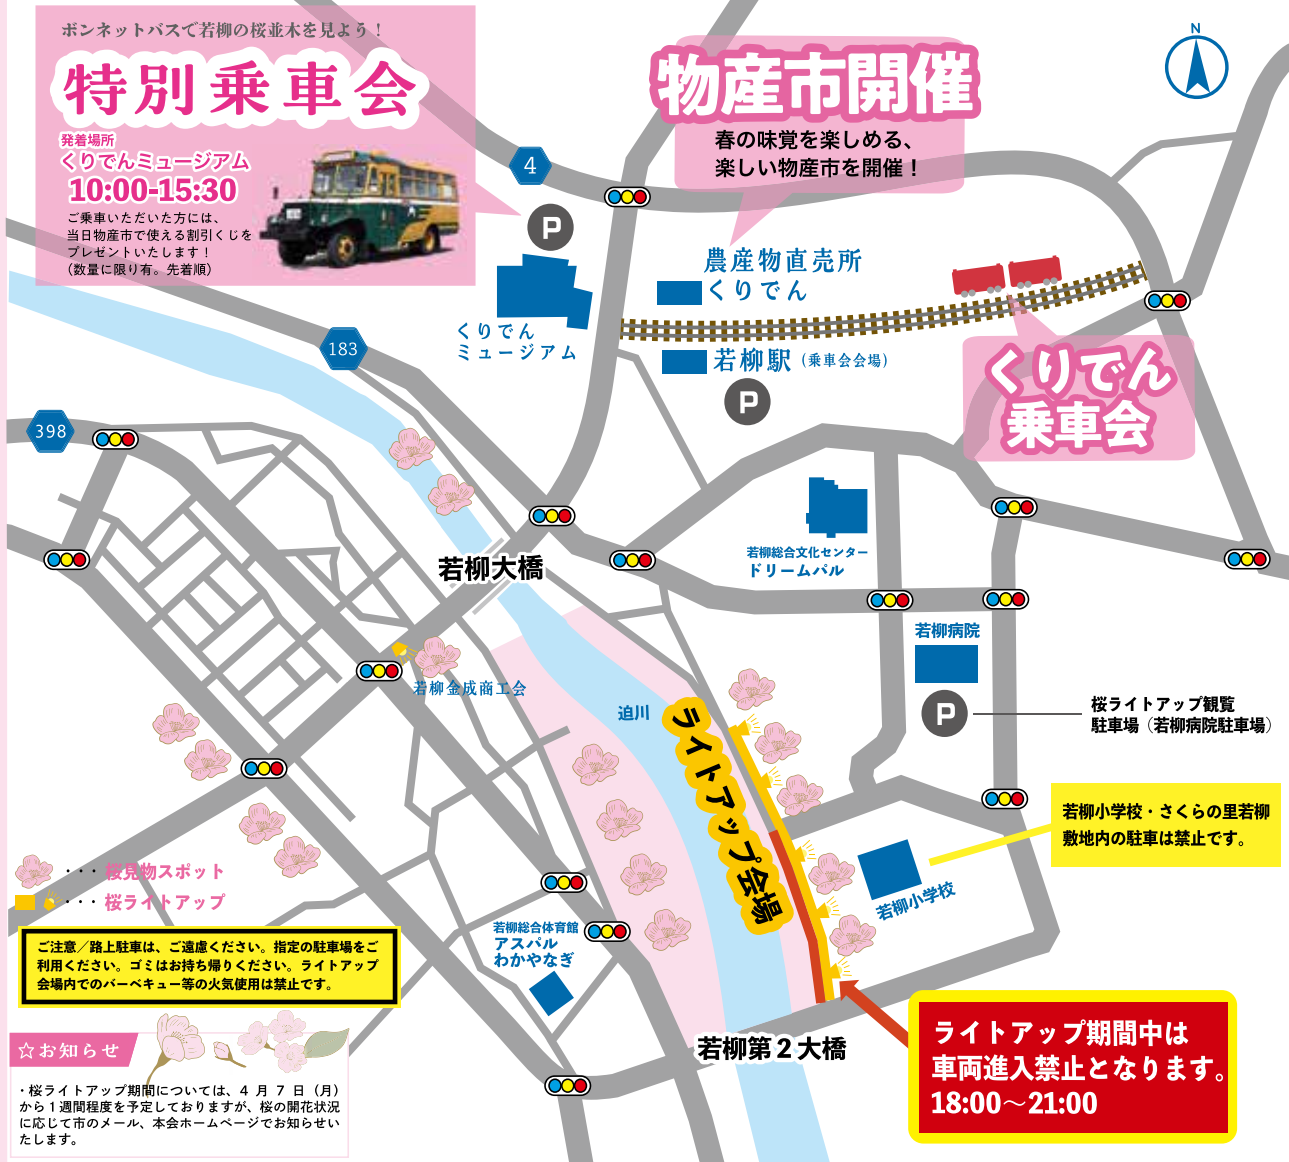 ボンネットバスで若柳の桜並木を見よう！
特別乗車会
発着場所
くりでんミュージアム
10:00-15:30
ご乗車いただいた方には、
当日物産市で使える割引くじを
プレゼントいたします！
（数量に限り有。先着順）
物産市開催
春の味覚を楽しめる、
楽しい物産市を開催！
N
4
P
農産物直売所
くりでん
くりでん
ミュージアム
183
若柳駅（乗車会会場）
P
くりでん
乗車会
398
若柳大橋
若柳総合文化センター
ドリームパル
若柳病院
P
桜ライトアップ観覧
駐車場（若柳病院駐車場）
若柳金成商工会
迫川
ライトアップ会場
若柳小学校・さくらの里若柳
敷地内の駐車は禁止です。
若柳小学校
・・・桜見物スポット
・・・桜ライトアップ
若柳総合体育館
アスパル
わかやなぎ
ご注意／路上駐車は、ご遠慮ください。指定の駐車場をご
利用ください。ゴミはお持ち帰りください。ライトアップ
会場内でのバーベキュー等の火気使用は禁止です。
若柳第２大橋
ライトアップ期間中は
車両進入禁止となります。
18:00～21:00
☆お知らせ
・桜ライトアップ期間については、４月７日（月）
から１週間程度を予定しておりますが、桜の開花状況
に応じて市のメール、本会ホームページでお知らせい
たします。